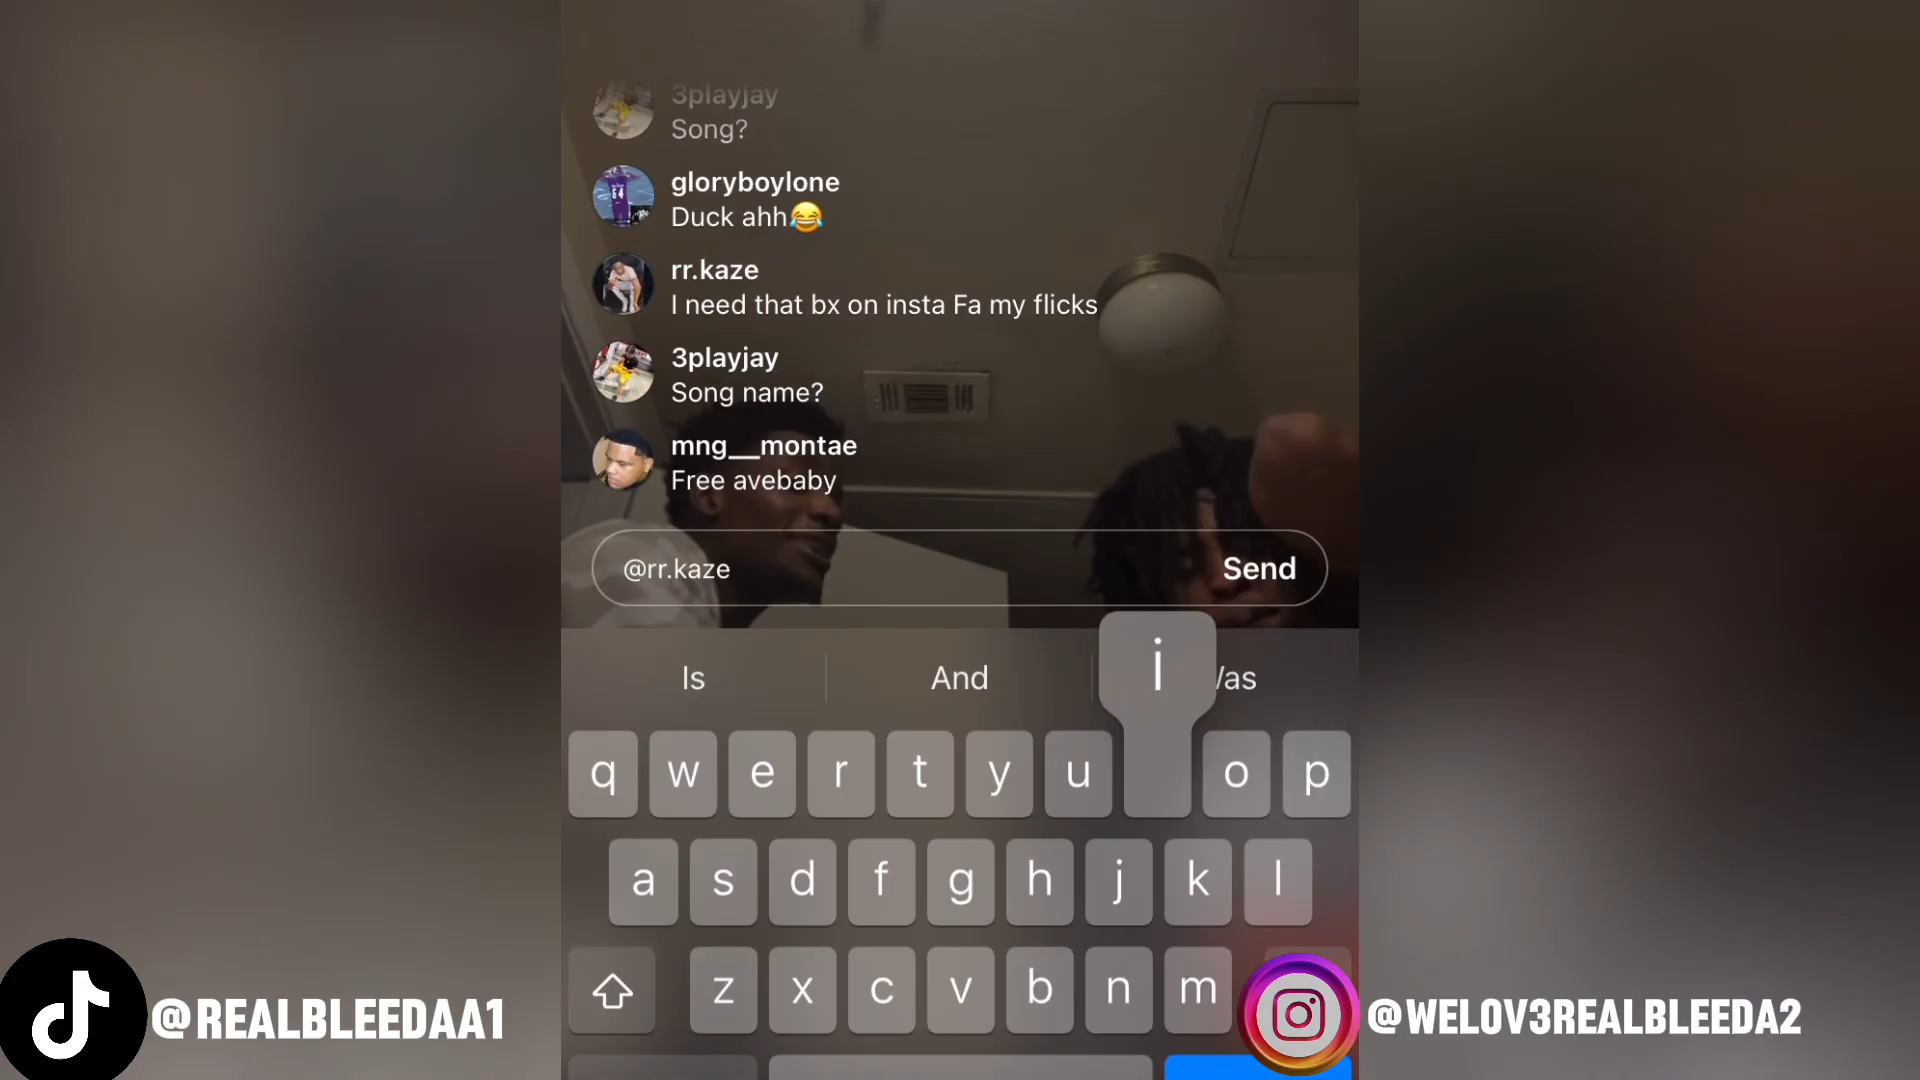 3playjay
Song?
gloryboylone
Duck ahh😂
rr.kaze
I need that bx on insta Fa my flicks
3playjay
Song name?
mng__montae
Free avebaby
@rr.kaze
Send
Is
And
i
q w e r t y u o p
a s d f g h j k l
z x c v b n m
@REALBLEEDAA1
@WELOV3REALBLEEDA2